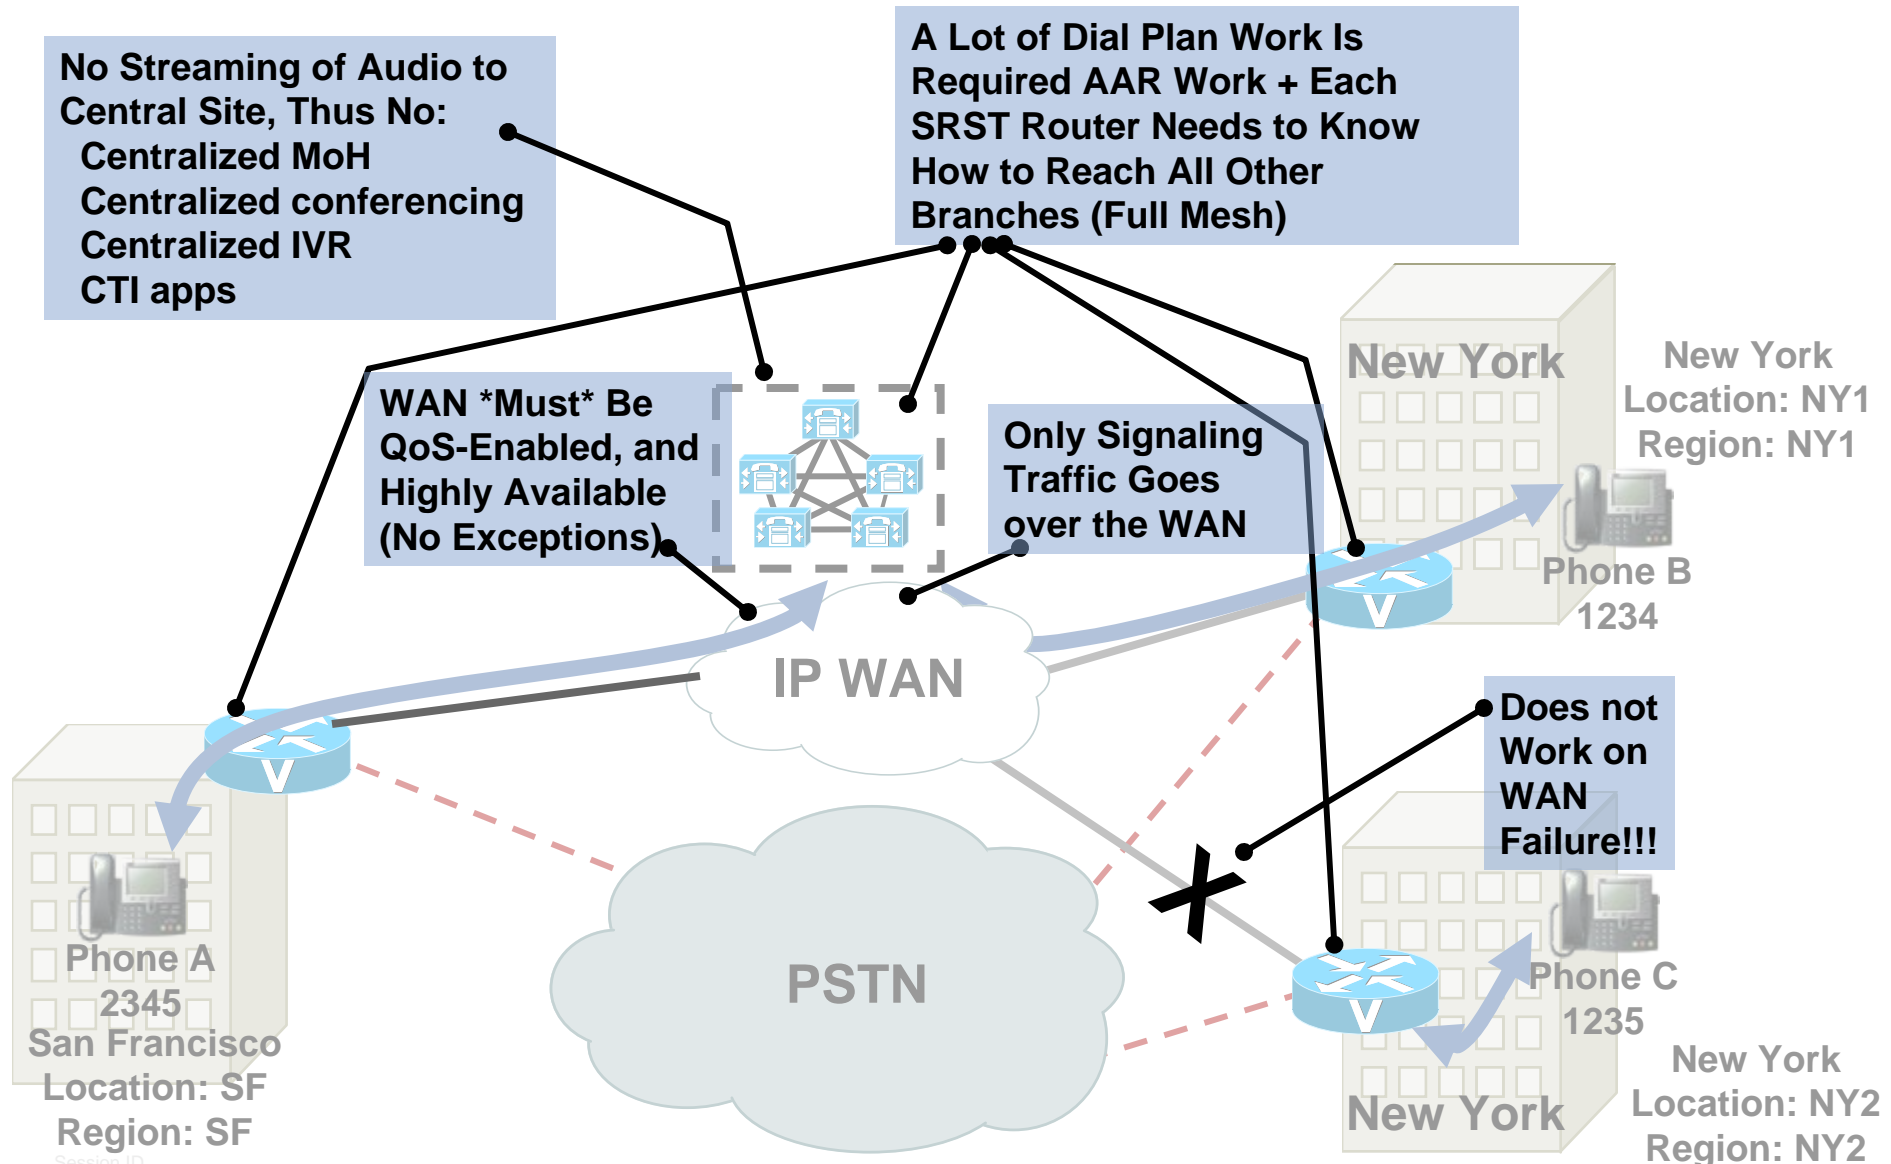 No Streaming of Audio to
Central Site, Thus No:
Centralized MoH
Centralized conferencing
Centralized IVR
CTI apps
A Lot of Dial Plan Work Is
Required AAR Work + Each
SRST Router Needs to Know
How to Reach All Other
Branches (Full Mesh)
WAN *Must* Be
QoS-Enabled, and
Highly Available
(No Exceptions)
Only Signaling
Traffic Goes
over the WAN
New York
New York
Location: NY1
Region: NY1
Phone B
1234
V
IP WAN
Does not
Work on
WAN
Failure!!!
V
Phone A
2345
San Francisco
Location: SF
Region: SF
PSTN
V
Phone C
1235
New York
New York
Location: NY2
Region: NY2
Session ID